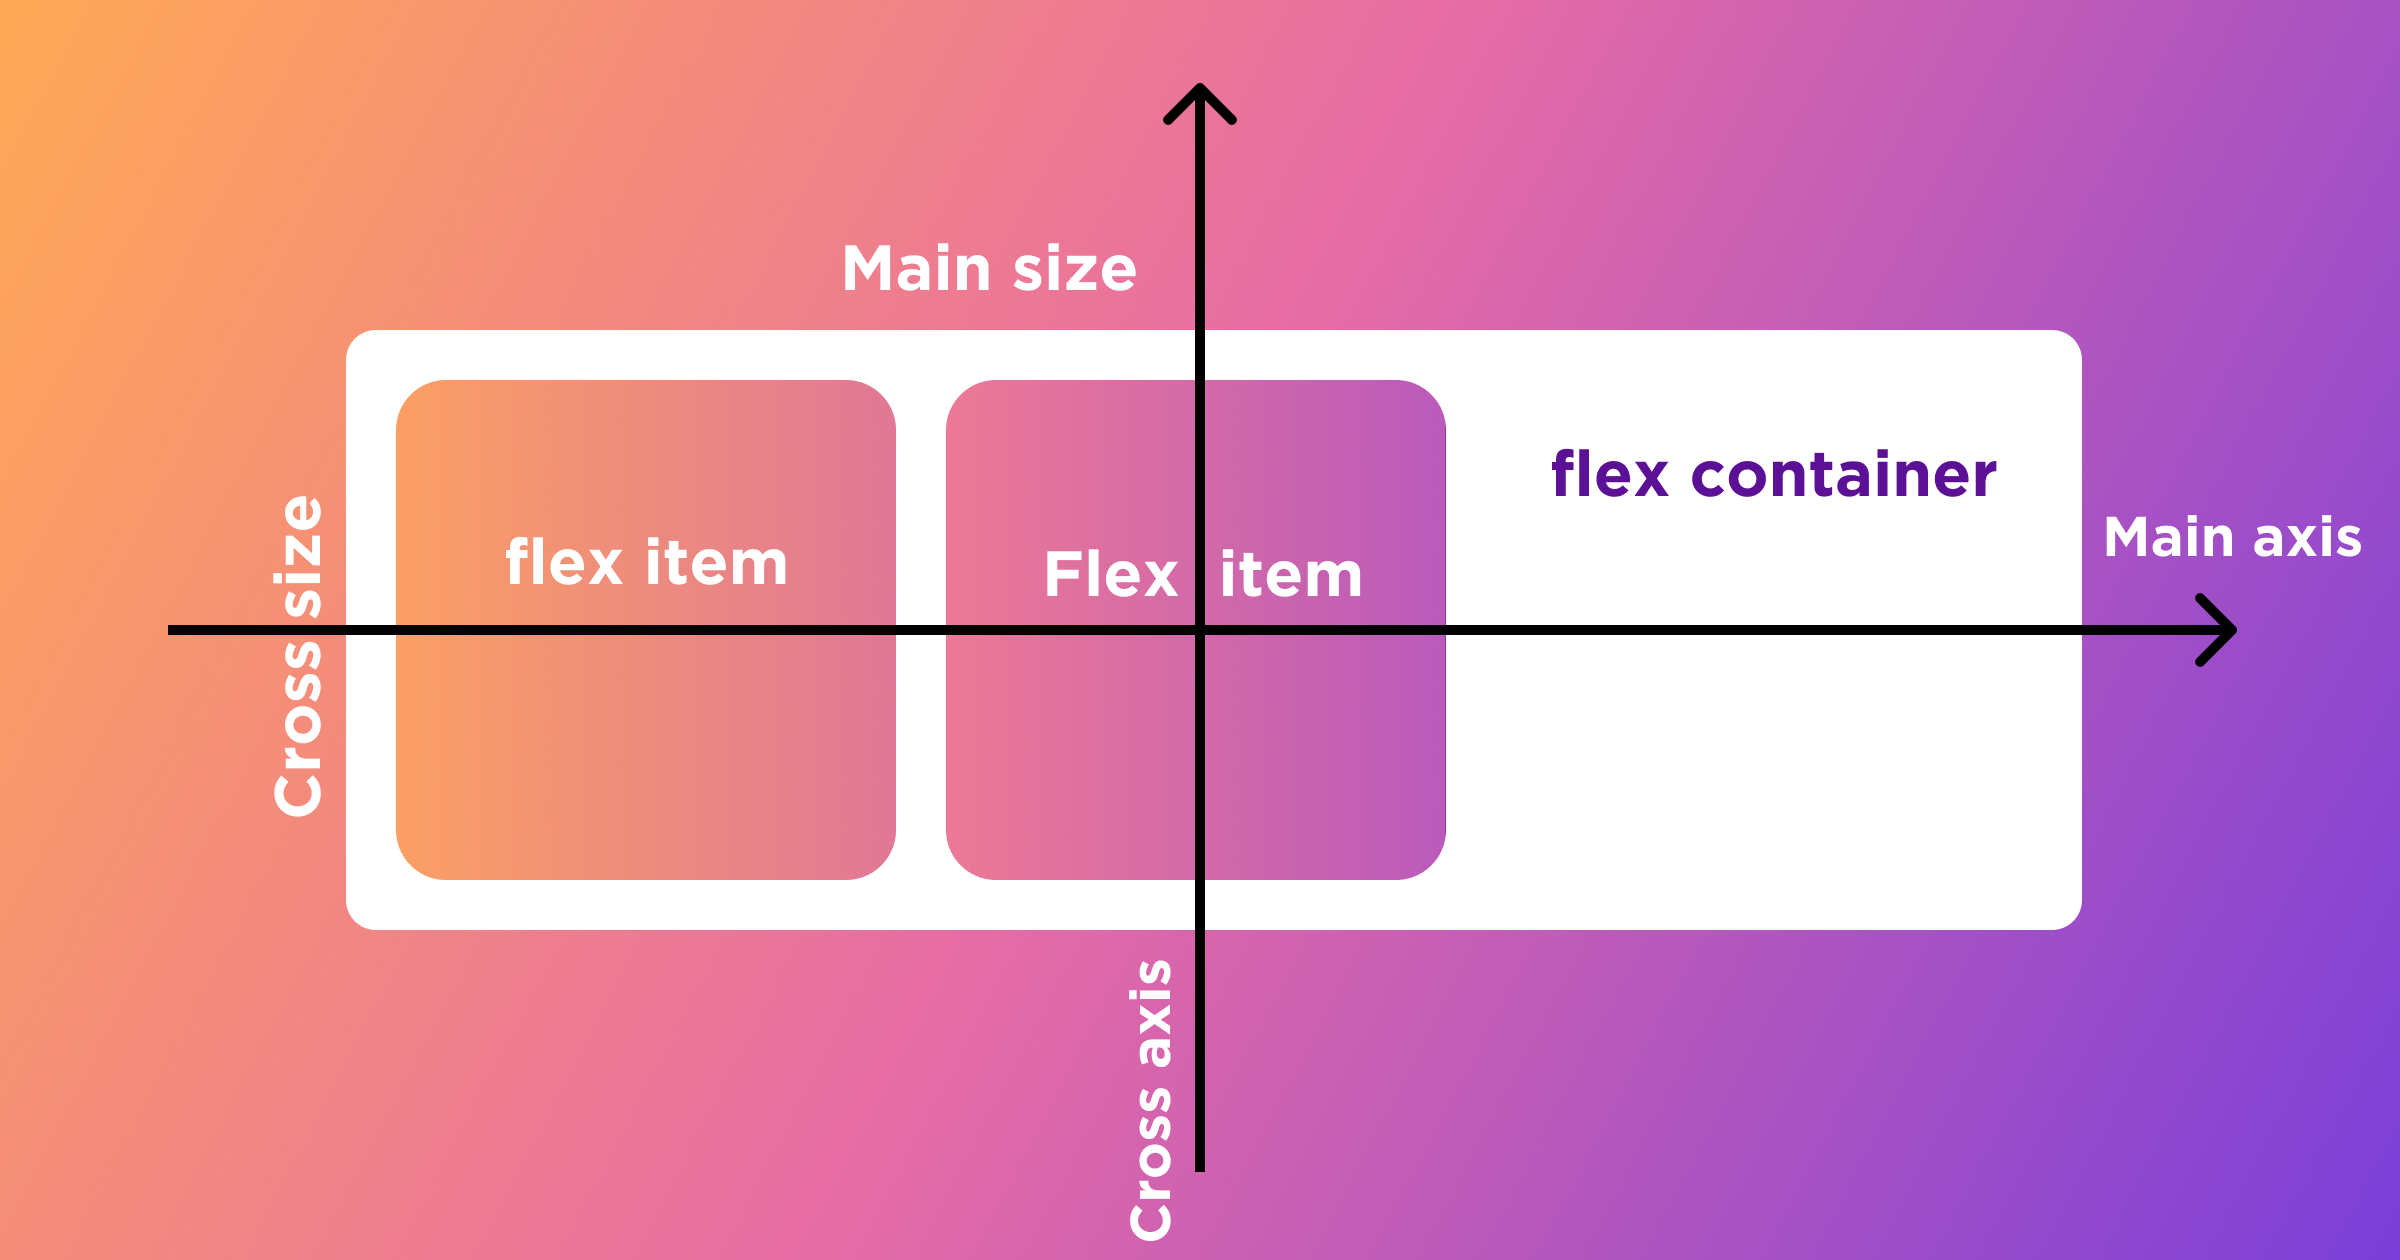 Main size
flex container
Main axis
flex item
Flex item
Cross size
Cross axis